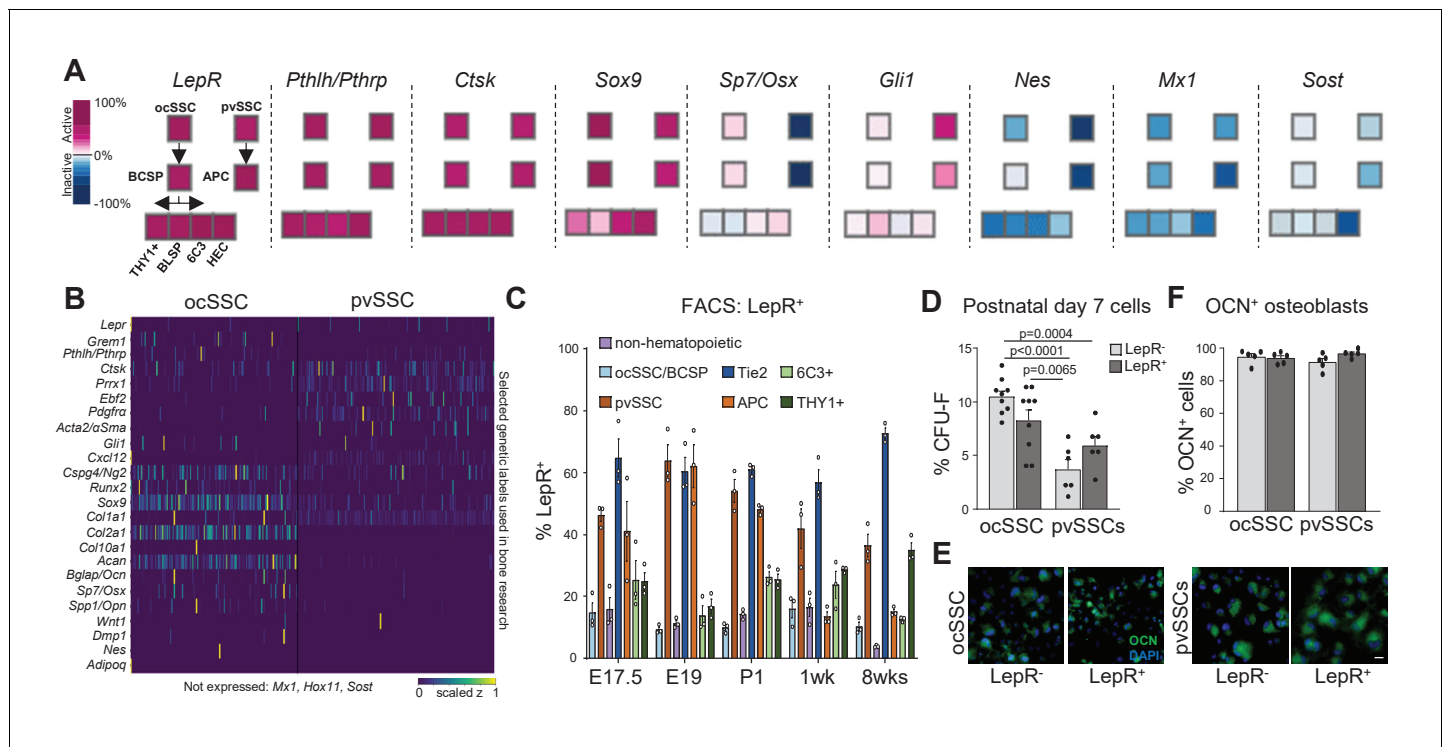 A
LepR
Pthlh/Pthrp
Ctsk
Sox9
Sp7/Osx
Gli1
Nes
Mx1
Sost
100%
Active
0%
Inactive
-100%
ocSSC
pvSSC
BCSP
APC
THY1+
BLSP
6C3
HEC
B
ocSSC
pvSSC
Lepr
Grem1
Pthlh/Pthrp
Ctsk
Prrx1
Ebf2
Pdgfrα
Acta2/αSma
Gli1
Cxcl12
Cspg4/Ng2
Runx2
Sox9
Col1a1
Col2a1
Col10a1
Acan
Bglap/Ocn
Sp7/Osx
Spp1/Opn
Wnt1
Dmp1
Nes
Adipoq
Selected genetic labels used in bone research
Not expressed: Mx1, Hox11, Sost
0 scaled z 1
C
FACS: LepR+
non-hematopoietic
ocSSC/BCSP
Tie2
6C3+
pvSSC
APC
THY1+
% LepR+
100
80
60
40
20
0
E17.5
E19
P1
1wk
8wks
D
Postnatal day 7 cells
p=0.0004
p<0.0001
p=0.0065
LepR-
LepR+
% CFU-F
15
10
5
0
ocSSC
pvSSCs
F
OCN+ osteoblasts
% OCN+ cells
100
80
60
40
20
0
ocSSC
pvSSCs
E
ocSSC
OCN
DAPI
LepR-
LepR+
pvSSCs
LepR-
LepR+